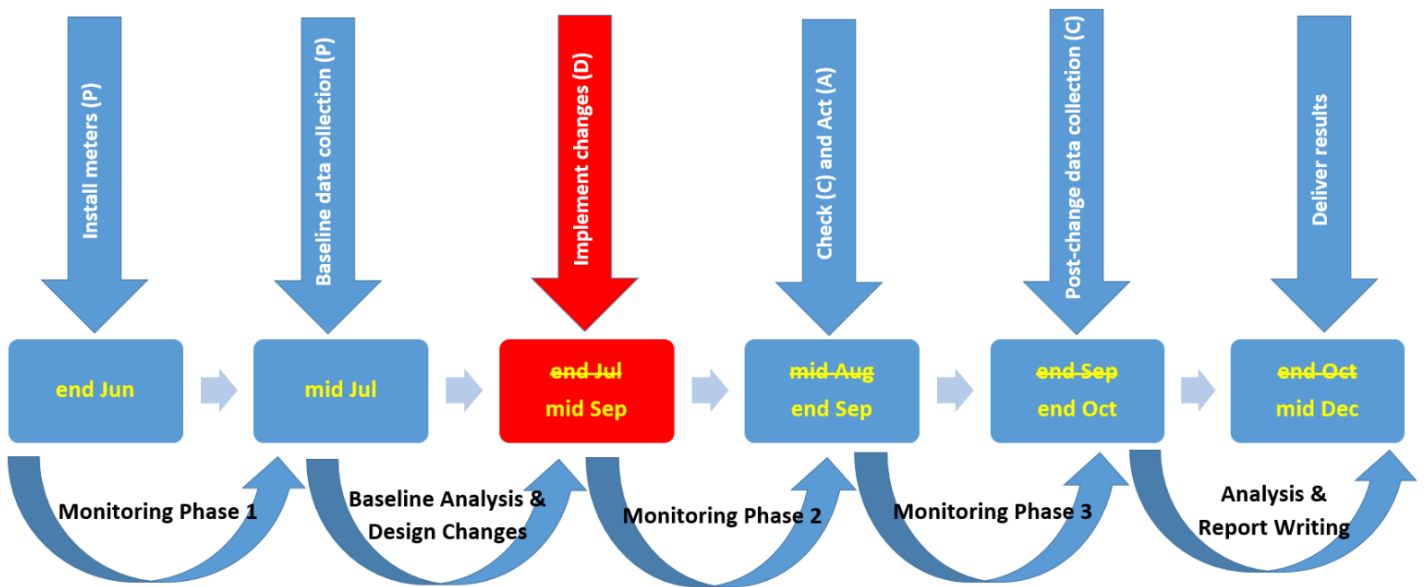 Install meters (P)
Baseline data collection (P)
Implement changes (D)
Check (C) and Act (A)
Post-change data collection (C)
Deliver results
end Jun
mid Jul
end Jul
mid Sep
mid Aug
end Sep
end Sep
end Oct
end Oct
mid Dec
Monitoring Phase 1
Baseline Analysis &
Design Changes
Monitoring Phase 2
Monitoring Phase 3
Analysis &
Report Writing